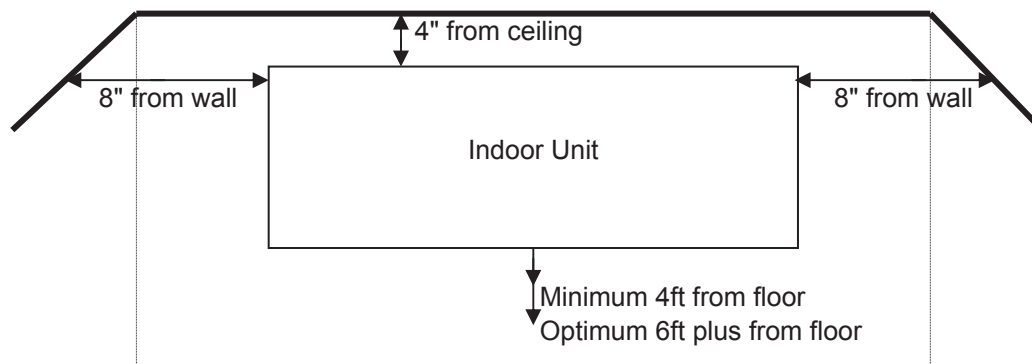 4" from ceiling
8" from wall
8" from wall
Indoor Unit
Minimum 4ft from floor
Optimum 6ft plus from floor